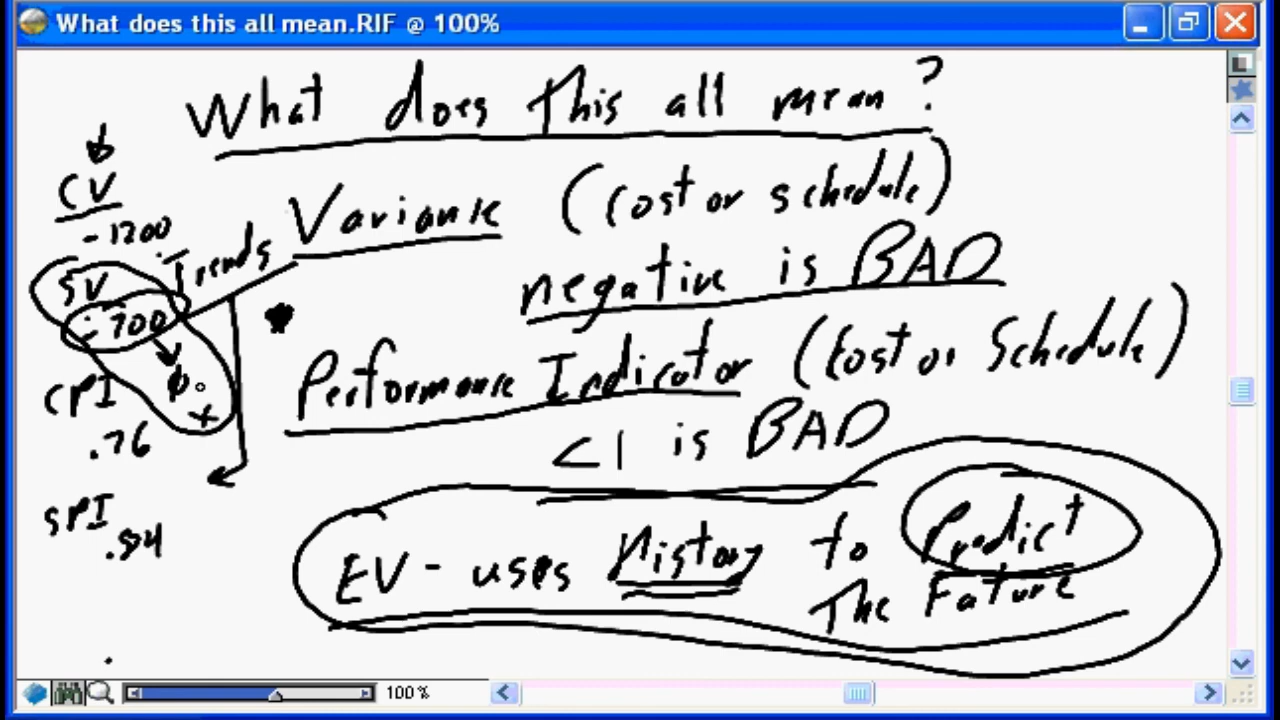 What does this all mean.RIF @ 100%
What does This all mean?
CV
-1200
Variance (cost or schedule)
Trends
negative is BAD
SV
-700
Performance Indicator (Cost or Schedule)
CPI
.76
<1 is BAD
SPI
.84
EV- uses History to Predict
The Future
100%